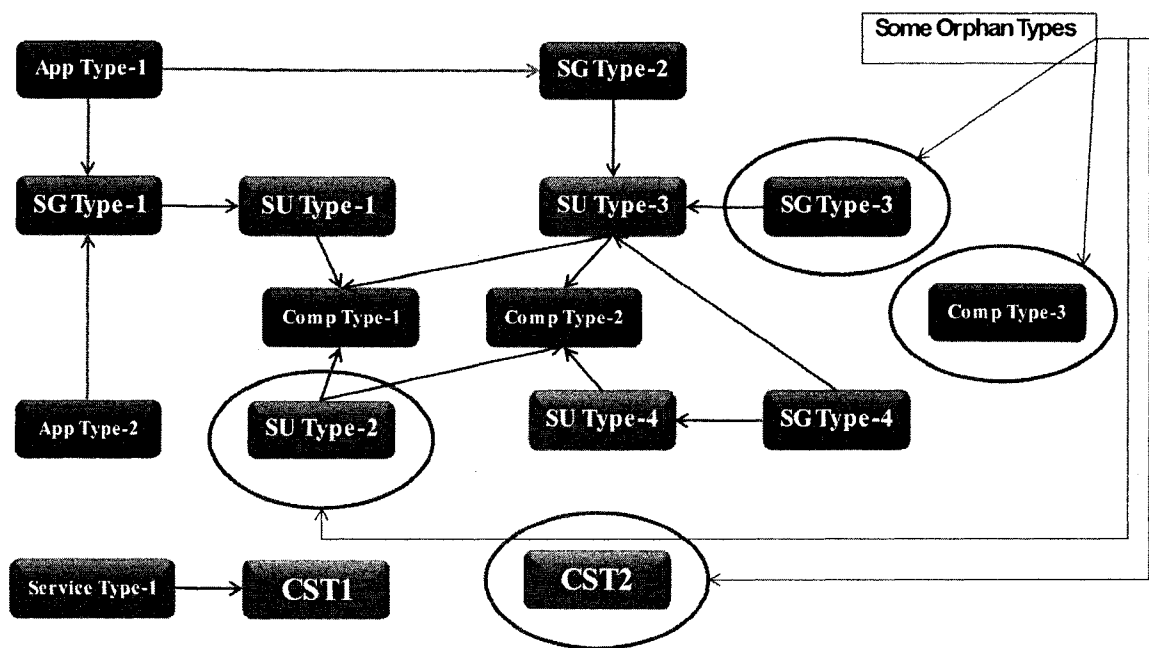 Some Orphan Types
App Type-1
SG Type-2
SG Type-1
SU Type-1
SU Type-3
SG Type-3
Comp Type-1
Comp Type-2
Comp Type-3
App Type-2
SU Type-2
SU Type-4
SG Type-4
Service Type-1
CST1
CST2